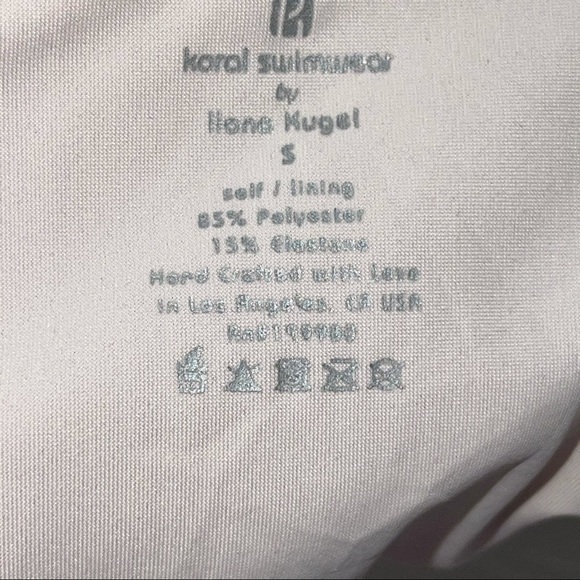 koral swimwear
by
Ilana Kugel
S
self / lining
85% Polyester
15% Elastane
Hand Crafted with Love
in Los Angeles, CA USA